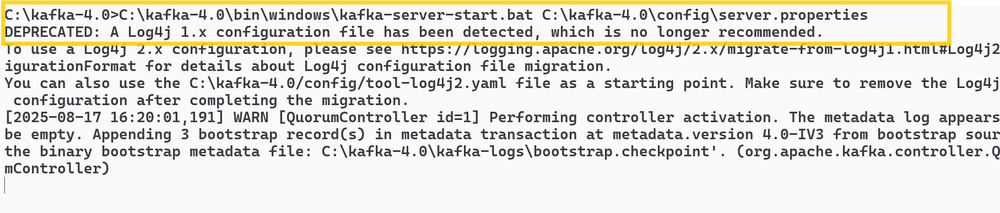 C:\kafka-4.0>C:\kafka-4.0\bin\windows\kafka-server-start.bat C:\kafka-4.0\config\server.properties
DEPRECATED: A Log4j 1.x configuration file has been detected, which is no longer recommended.
To use a Log4j 2.x configuration, please see https://logging.apache.org/log4j/2.x/migrate-from-log4j1.html#Log4j2
igurationFormat for details about Log4j configuration file migration.
You can also use the C:\kafka-4.0/config/tool-log4j2.yaml file as a starting point. Make sure to remove the Log4j
 configuration after completing the migration.
[2025-08-17 16:20:01,191] WARN [QuorumController id=1] Performing controller activation. The metadata log appears
be empty. Appending 3 bootstrap record(s) in metadata transaction at metadata.version 4.0-IV3 from bootstrap sour
the binary bootstrap metadata file: C:\kafka-4.0\kafka-logs\bootstrap.checkpoint'. (org.apache.kafka.controller.Q
mController)